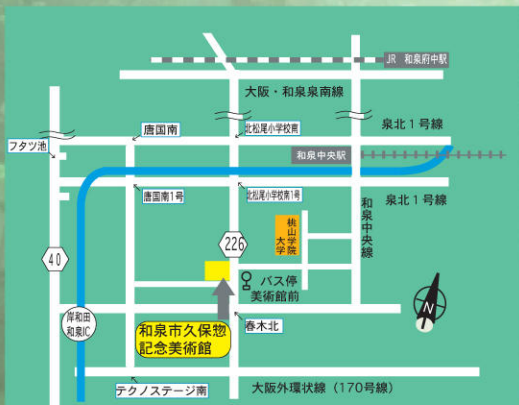 JR 和泉府中駅
大阪・和泉泉南線
唐国南
北松尾小学校南
泉北1号線
フタツ池
和泉中央駅
唐国南1号
北松尾小学校南1号
泉北1号線
和泉中央線
桃山学院
大学
226
40
バス停
美術館前
N
岸和田
和泉IC
春木北
和泉市久保惣
記念美術館
テクノステージ南
大阪外環状線(170号線)